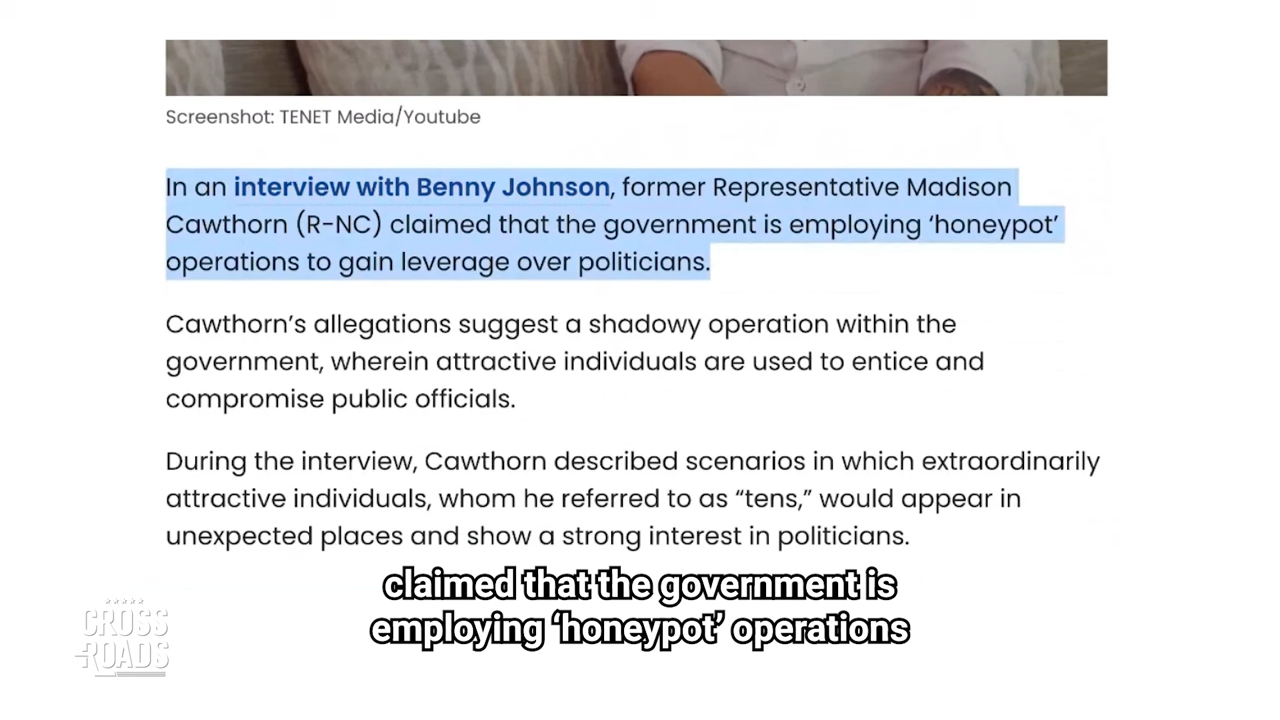 Screenshot: TENET Media/Youtube
In an interview with Benny Johnson, former Representative Madison
Cawthorn (R-NC) claimed that the government is employing ‘honeypot’
operations to gain leverage over politicians.
Cawthorn’s allegations suggest a shadowy operation within the
government, wherein attractive individuals are used to entice and
compromise public officials.
During the interview, Cawthorn described scenarios in which extraordinarily
attractive individuals, whom he referred to as “tens,” would appear in
unexpected places and show a strong interest in politicians.
claimed that the government is
employing ‘honeypot’ operations
CROSS
ROADS